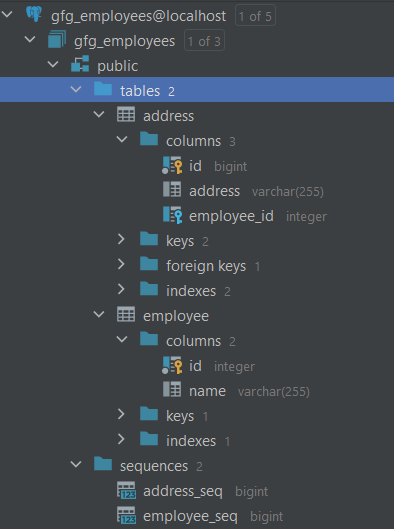 gfg_employees@localhost 1 of 5
gfg_employees 1 of 3
public
tables 2
address
columns 3
id bigint
address varchar(255)
employee_id integer
keys 2
foreign keys 1
indexes 2
employee
columns 2
id integer
name varchar(255)
keys 1
indexes 1
sequences 2
123 address_seq bigint
123 employee_seq bigint